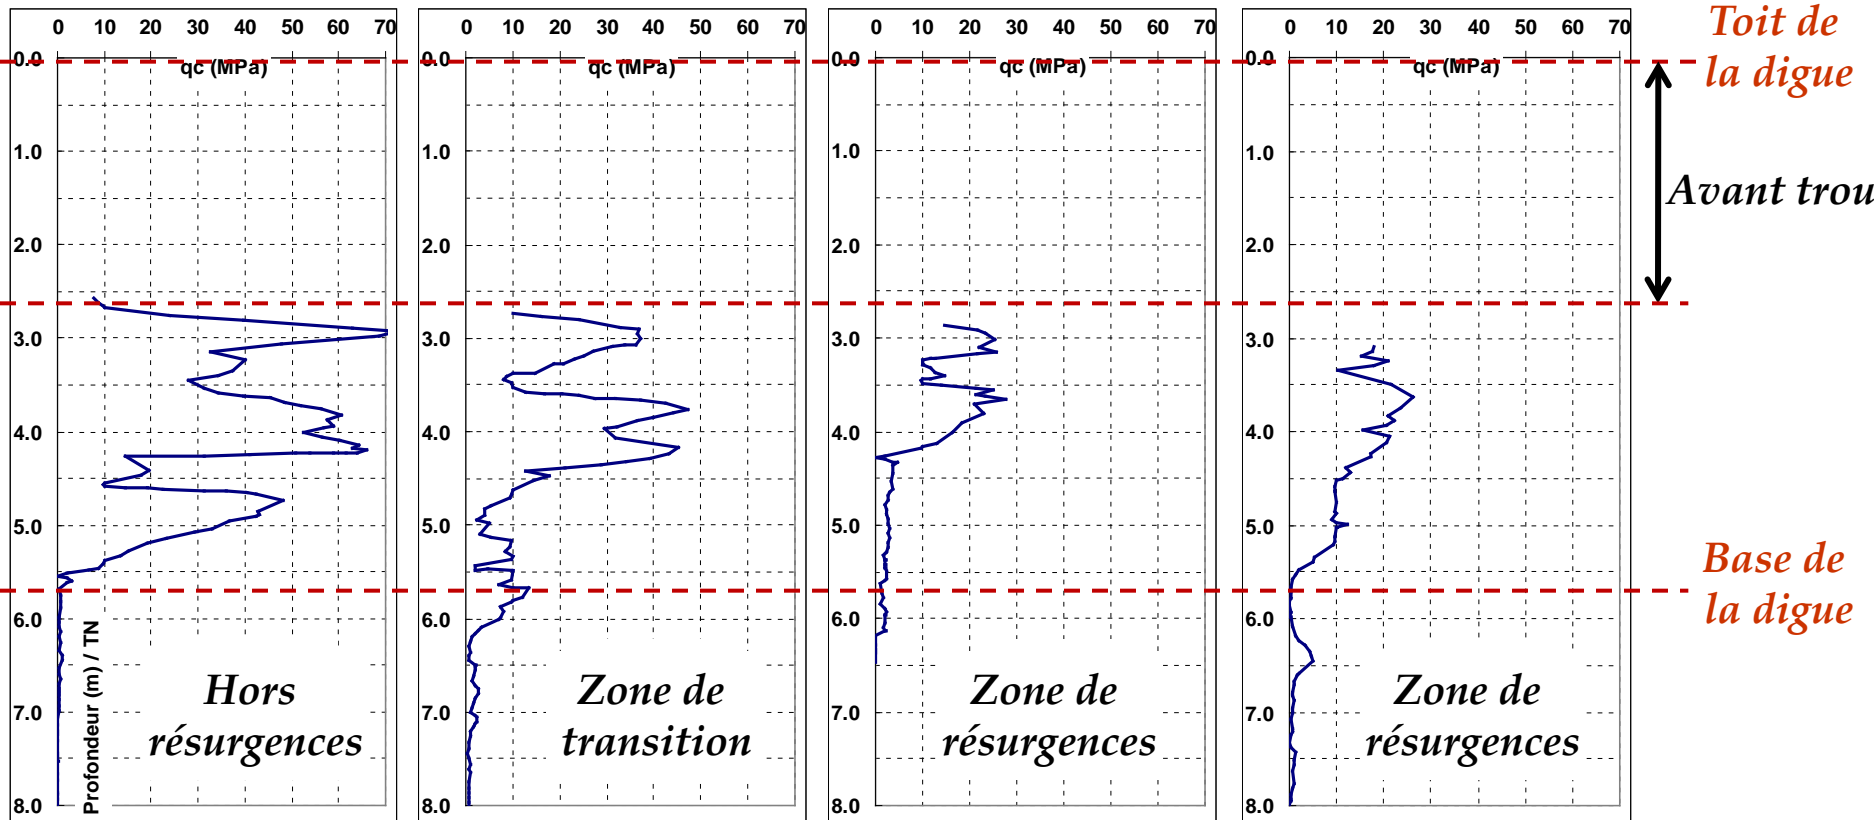 0 10 20 30 40 50 60 70
0.0
qc (MPa)
1.0
2.0
3.0
4.0
5.0
6.0
7.0
8.0
Profondeur (m) / TN
Hors
résurgences
0 10 20 30 40 50 60 70
0.0
qc (MPa)
1.0
2.0
3.0
4.0
5.0
6.0
7.0
8.0
Zone de
transition
0 10 20 30 40 50 60 70
0.0
qc (MPa)
1.0
2.0
3.0
4.0
5.0
6.0
7.0
8.0
Zone de
résurgences
0 10 20 30 40 50 60 70
0.0
qc (MPa)
1.0
2.0
3.0
4.0
5.0
6.0
7.0
8.0
Zone de
résurgences
Toit de
la digue
Avant trou
Base de
la digue